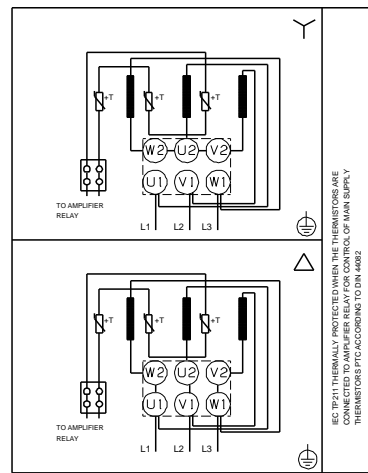 +T +T +T
W2 U2 V2
U1 V1 W1
TO AMPLIFIER
RELAY
L1 L2 L3
+T +T +T
W2 U2 V2
U1 V1 W1
TO AMPLIFIER
RELAY
L1 L2 L3
IEC TP 211 THERMALLY PROTECTED WHEN THE THERMISTORS ARE
CONNECTED TO AMPLIFIER RELAY FOR CONTROL OF MAIN SUPPLY
THERMISTORS PTC ACCORDING TO DIN 44082